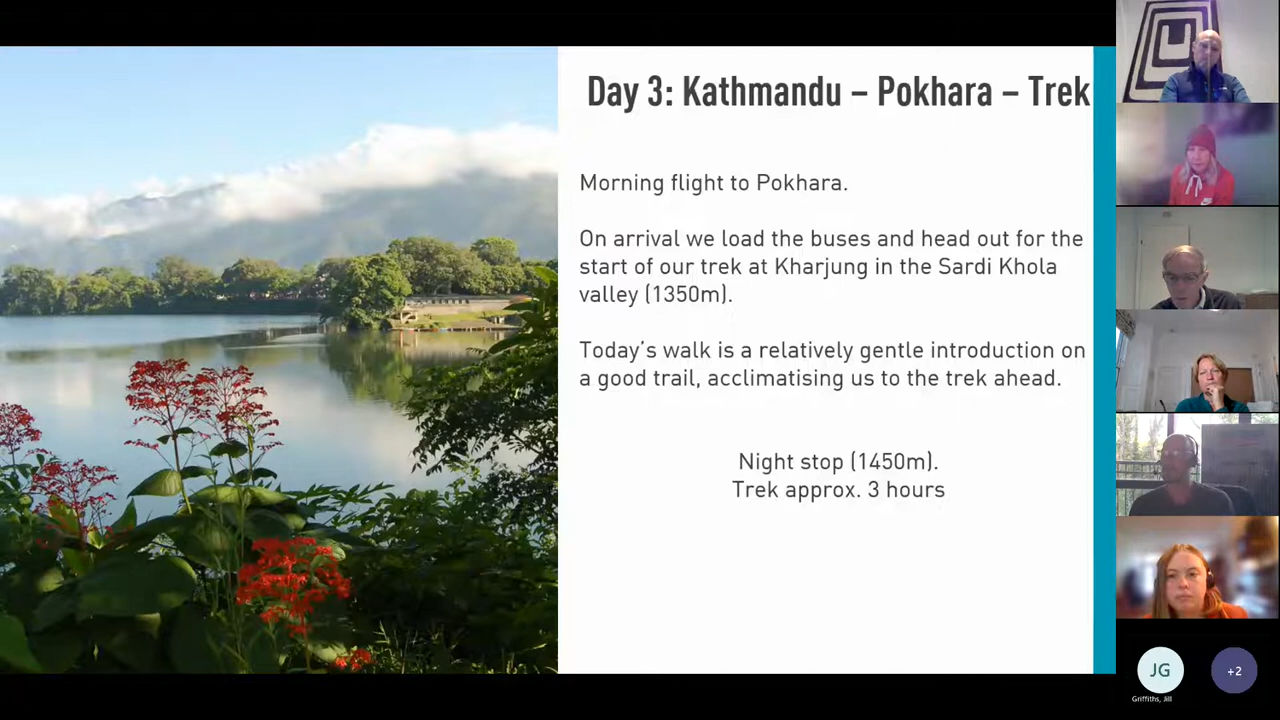 Day 3: Kathmandu – Pokhara – Trek
Morning flight to Pokhara.
On arrival we load the buses and head out for the
start of our trek at Kharjung in the Sardi Khola
valley (1350m).
Today's walk is a relatively gentle introduction on
a good trail, acclimatising us to the trek ahead.
Night stop (1450m).
Trek approx. 3 hours
JG
+2
Griffiths, Jill